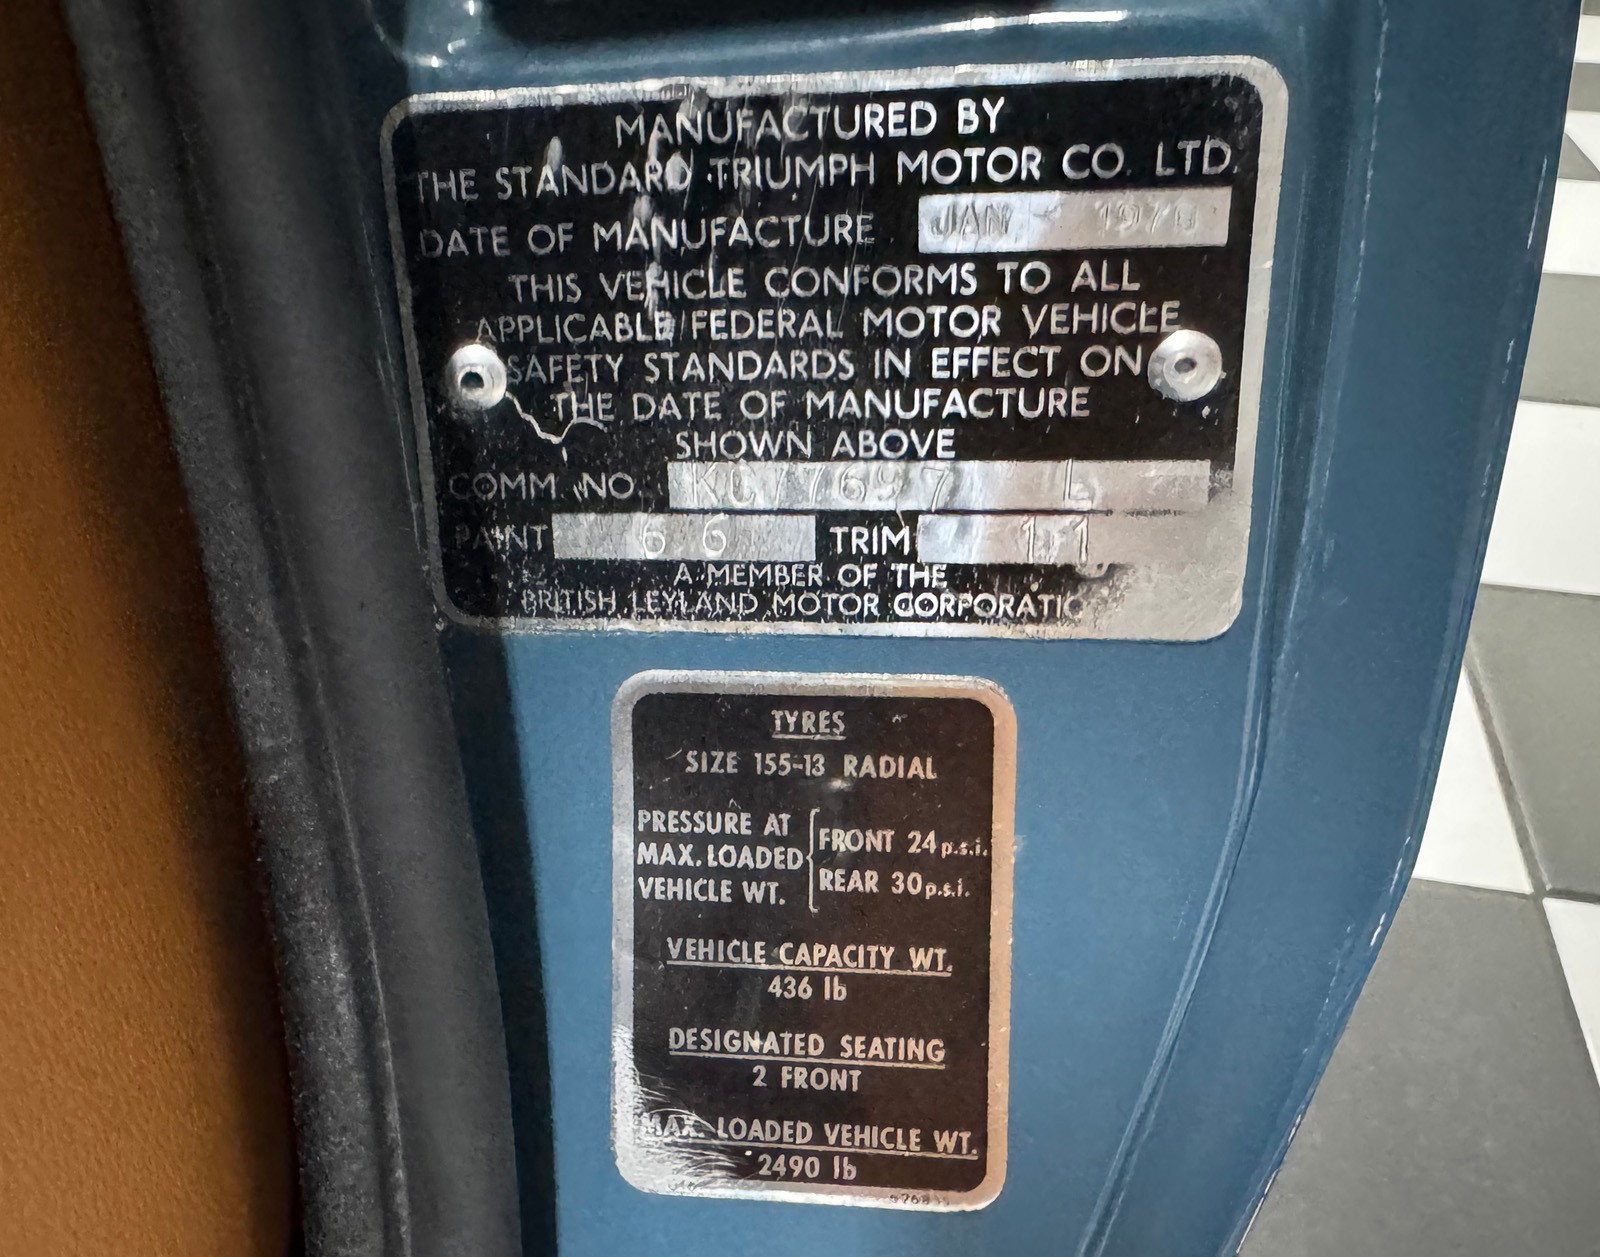 MANUFACTURED BY
THE STANDARD TRIUMPH MOTOR CO. LTD.
DATE OF MANUFACTURE JAN 1970
THIS VEHICLE CONFORMS TO ALL
APPLICABLE FEDERAL MOTOR VEHICLE
SAFETY STANDARDS IN EFFECT ON
THE DATE OF MANUFACTURE
SHOWN ABOVE
COMM. NO. KC77697 L
PAINT 66 TRIM 11
A MEMBER OF THE
BRITISH LEYLAND MOTOR
TYRES
SIZE 155-13 RADIAL
PRESSURE AT
MAX. LOADED
VEHICLE WT.
FRONT 24 p.s.i.
REAR 30 p.s.i.
VEHICLE CAPACITY WT.
436 lb
DESIGNATED SEATING
2 FRONT
MAX. LOADED VEHICLE WT.
2490 lb